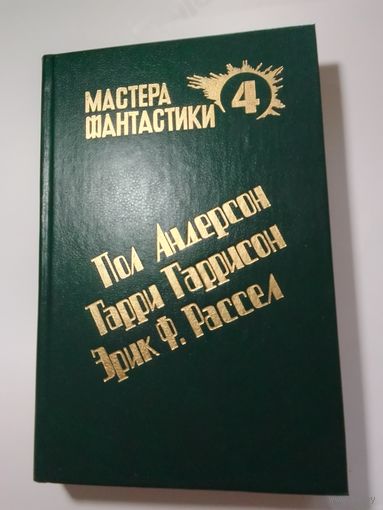 МАСТЕРА
ФАНТАСТИКИ
4
Пол Андерсон
Гарри Гаррисон
Эрик Ф. Рассел